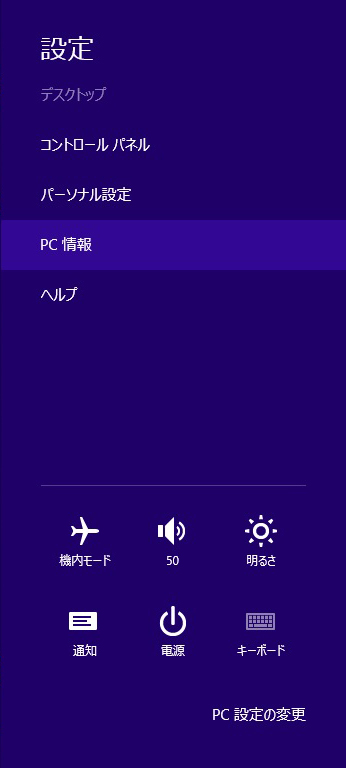 設定
デスクトップ
コントロール パネル
パーソナル設定
PC 情報
ヘルプ
機内モード
50
明るさ
通知
電源
キーボード
PC 設定の変更